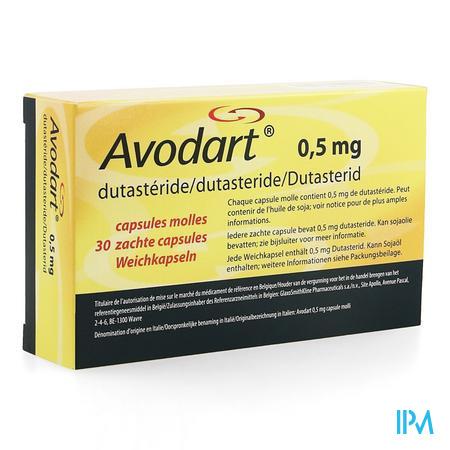 Avodart®
0,5 mg
dutastéride/dutasteride/Dutasterid
capsules molles
30 zachte capsules
Weichkapseln
Chaque capsule molle contient 0,5 mg de dutastéride. Peut
contenir de l'huile de soja; voir notice pour de plus amples
informations.
Iedere zachte capsule bevat 0,5 mg dutasteride. Kan sojaolie
bevatten; zie bijsluiter voor meer informatie.
Jede Weichkapsel enthält 0,5 mg Dutasterid. Kann Sojaöl
enthalten; weitere Informationen siehe Packungsbeilage.
Titulaire de l'autorisation de mise sur le marché du médicament de référence en Belgique/Houder van de vergunning voor het in de handel brengen van het
referentiegeneesmiddel in België/Zulassungsinhaber des Referenzarzneimittels in Belgien: GlaxoSmithKline Pharmaceuticals s.a./n.v., Site Apollo, Avenue Pascal,
2-4-6, BE-1300 Wavre
Dénomination d'origine en Italie/Oorspronkelijke benaming in Italië/Originalbezeichnung in Italien: Avodart 0,5 mg capsule molli
Avodart®
dutastéride/dutasteride/Dutasterid
0,5 mg
IPM